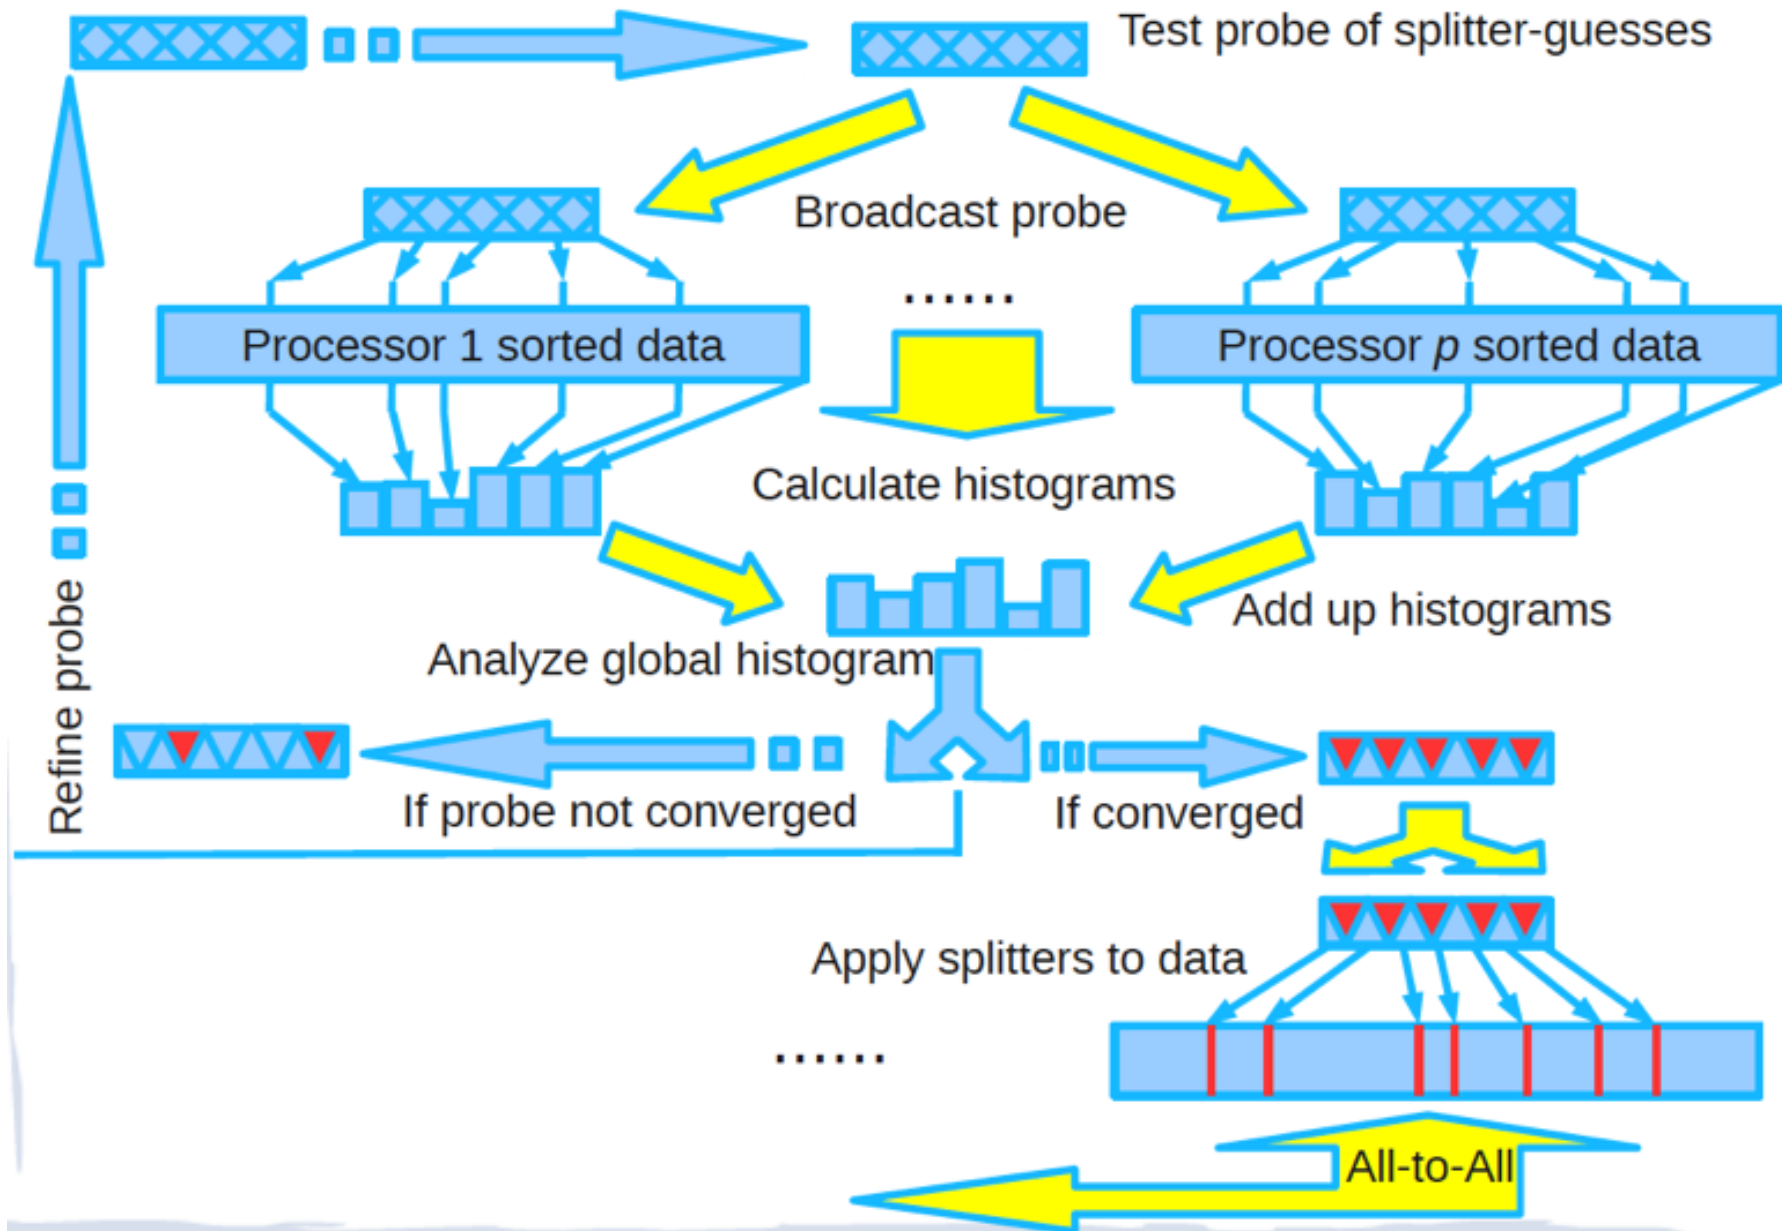 Test probe of splitter-guesses
Broadcast probe
......
Processor 1 sorted data
Processor p sorted data
Calculate histograms
Add up histograms
Analyze global histogram
Refine probe
If probe not converged
If converged
Apply splitters to data
......
All-to-All